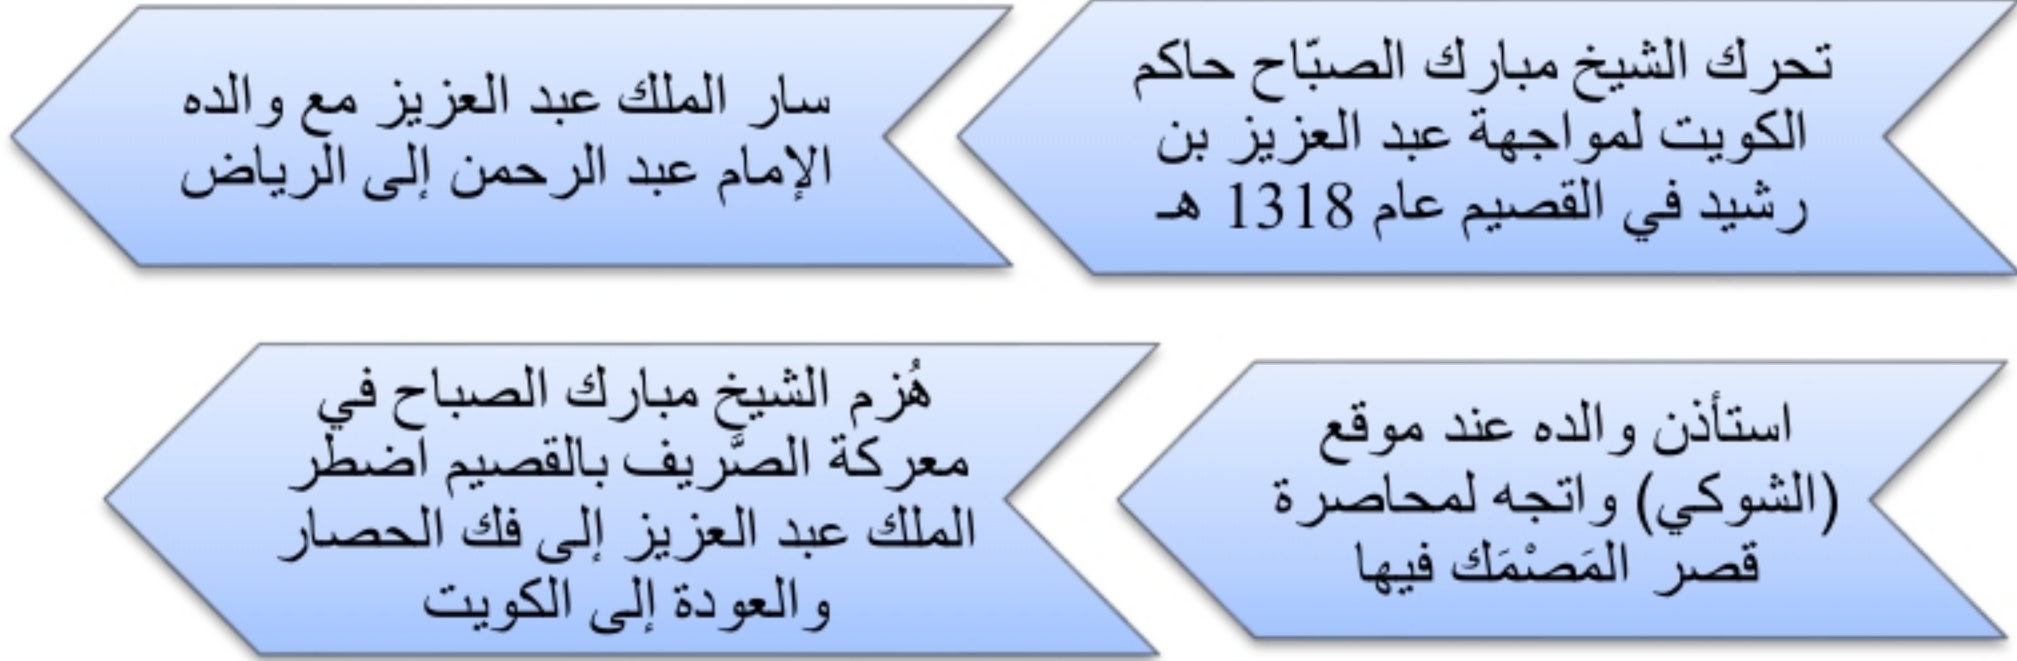 تحرك الشيخ مبارك الصبّاح حاكم
الكويت لمواجهة عبد العزيز بن
رشيد في القصيم عام 1318 هـ
سار الملك عبد العزيز مع والده
الإمام عبد الرحمن إلى الرياض
استأذن والده عند موقع
(الشوكي) واتجه لمحاصرة
قصر المَصْمَك فيها
هُزم الشيخ مبارك الصباح في
معركة الصَّريف بالقصيم اضطر
الملك عبد العزيز إلى فك الحصار
والعودة إلى الكويت